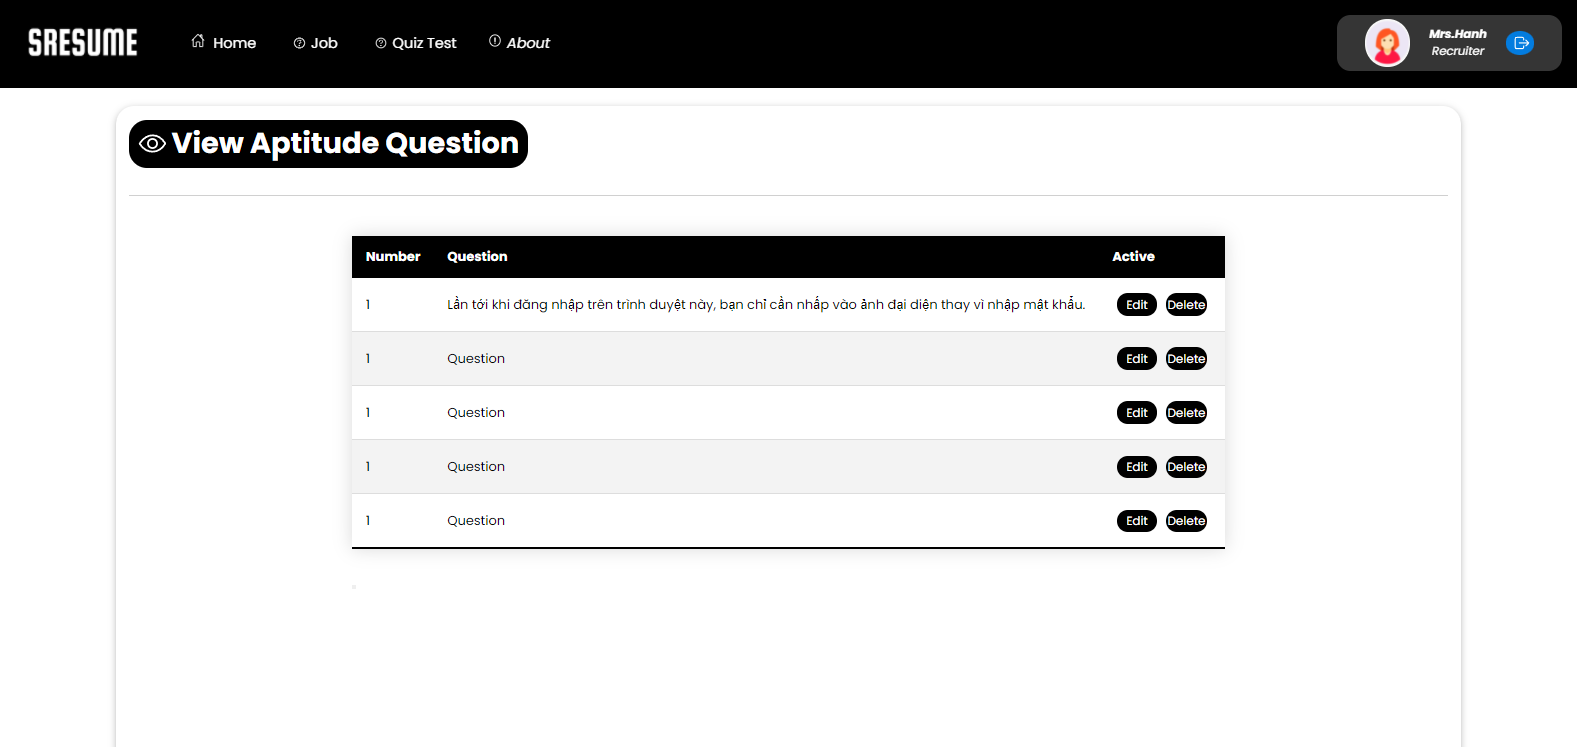 SRESUME
Home
Job
Quiz Test
About
Mrs.Hanh
Recruiter
View Aptitude Question
Number Question Active
1 Lần tới khi đăng nhập trên trình duyệt này, bạn chỉ cần nhấp vào ảnh đại diện thay vì nhập mật khẩu. Edit Delete
1 Question Edit Delete
1 Question Edit Delete
1 Question Edit Delete
1 Question Edit Delete